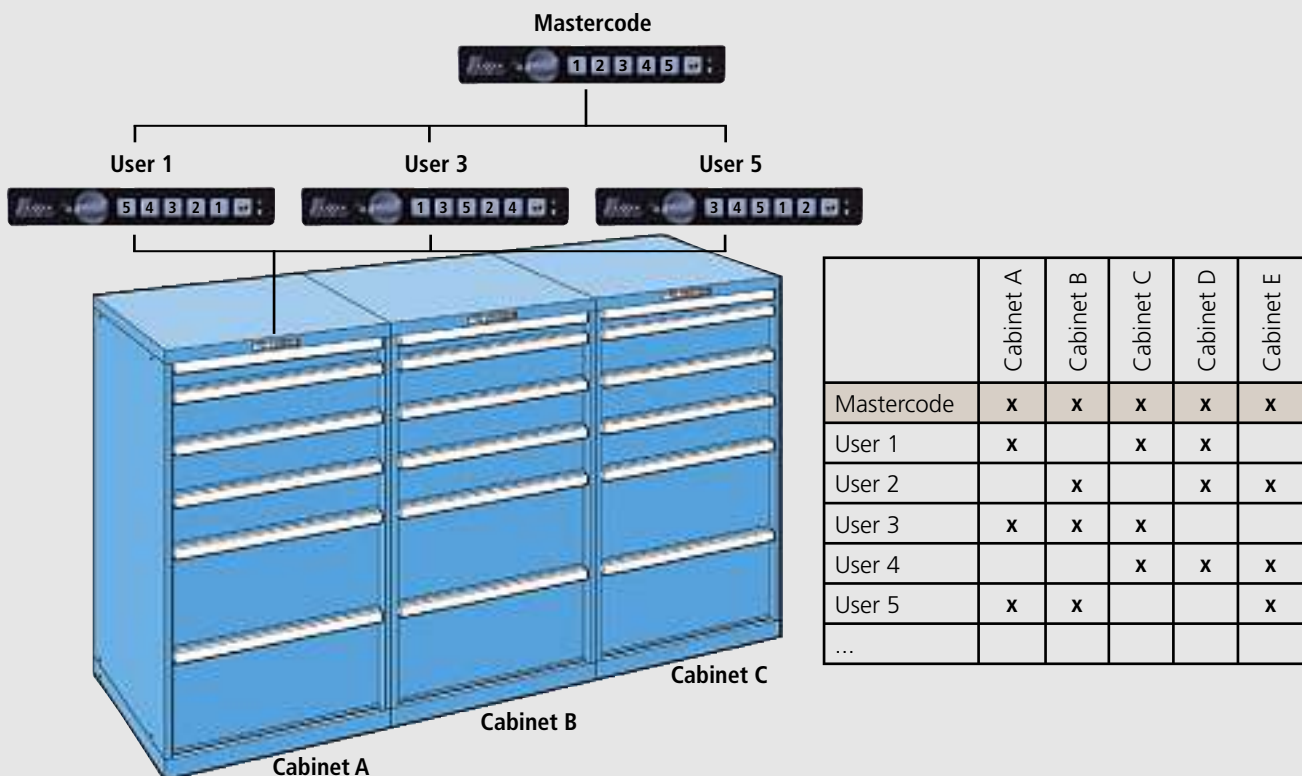 Mastercode
1 2 3 4 5
User 1 User 3 User 5
5 4 3 2 1 1 3 5 2 4 3 4 5 1 2
Cabinet A Cabinet B Cabinet C Cabinet D Cabinet E
Mastercode x x x x x
User 1 x x x
User 2 x x x
User 3 x x x
User 4 x x x
User 5 x x x
...
Cabinet C
Cabinet B
Cabinet A